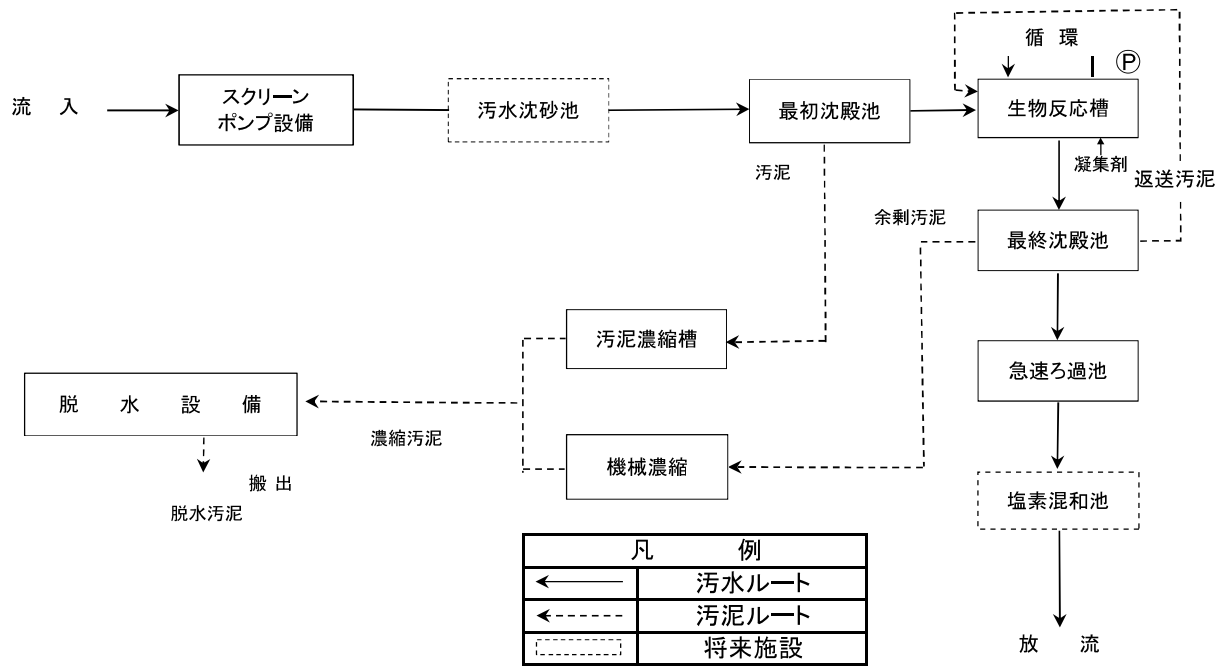 循 環
Ⓟ
流 入
スクリーン
ポンプ設備
汚水沈砂池
最初沈殿池
生物反応槽
汚泥
凝集剤
返送汚泥
余剰汚泥
最終沈殿池
汚泥濃縮槽
急速ろ過池
脱 水 設 備
濃縮汚泥
機械濃縮
搬 出
脱水汚泥
塩素混和池
凡 例
汚水ルート
汚泥ルート
将来施設
放 流